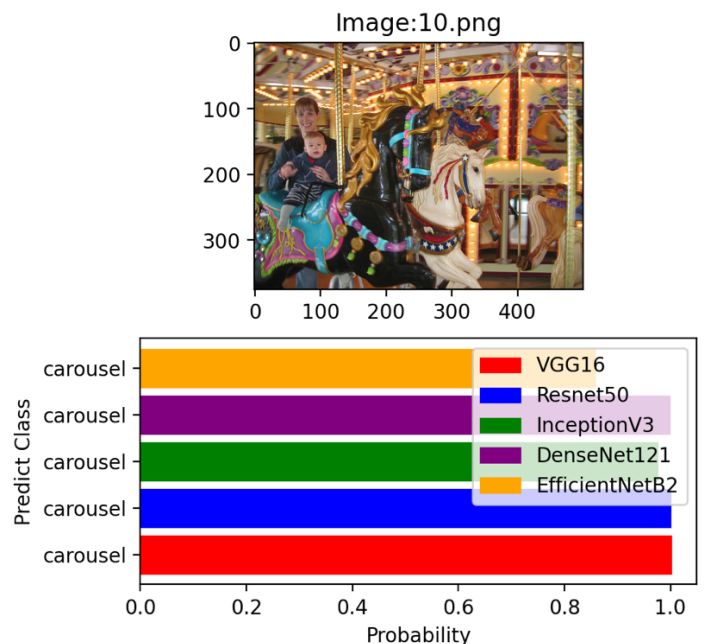 Image:10.png
0
100
200
300
0 100 200 300 400
Predict Class
carousel
carousel
carousel
carousel
carousel
VGG16
Resnet50
InceptionV3
DenseNet121
EfficientNetB2
0.0 0.2 0.4 0.6 0.8 1.0
Probability